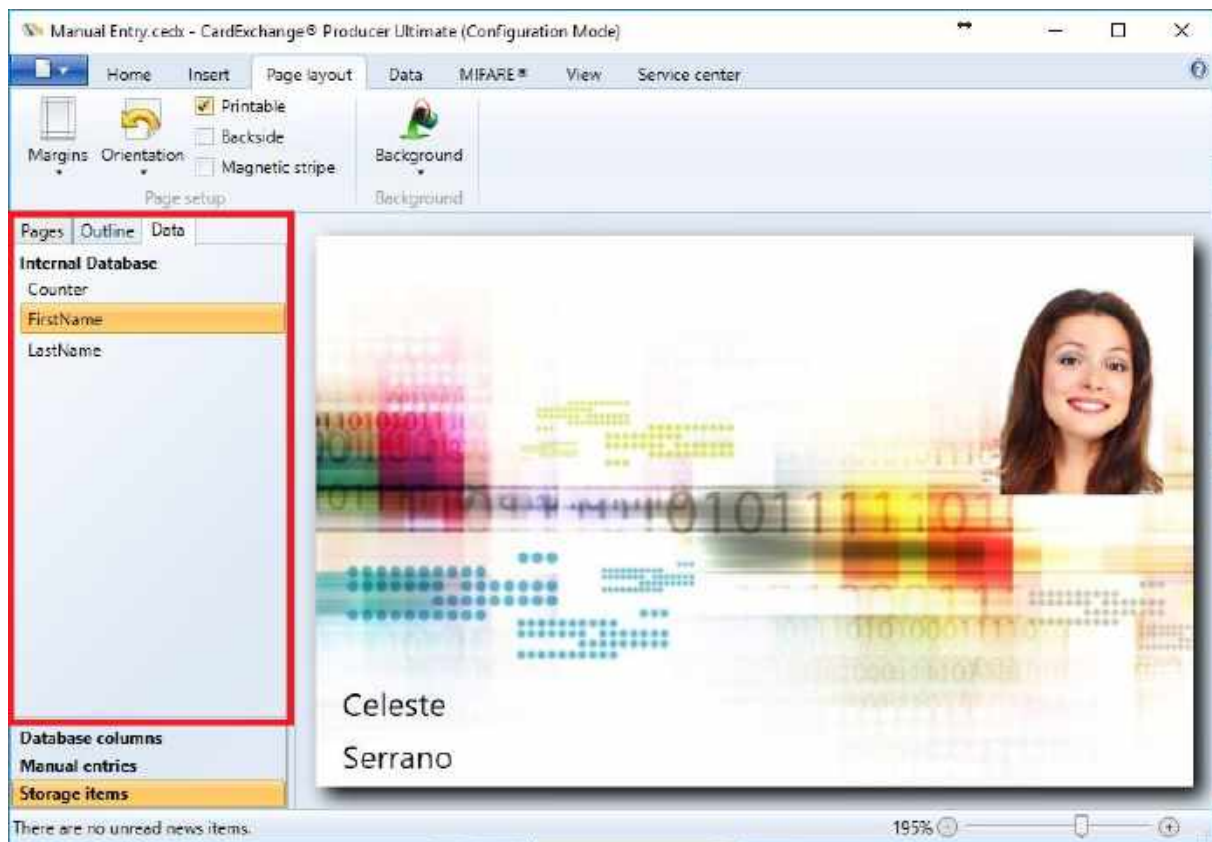 Manual Entry.cedx - CardExchange® Producer Ultimate (Configuration Mode)
Home Insert Page layout Data MIFARE® View Service center
Margins
Orientation
Printable
Backside
Magnetic stripe
Page setup
Background
Background
Pages Outline Data
Internal Database
Counter
FirstName
LastName
Database columns
Manual entries
Storage items
01011111101
Celeste
Serrano
There are no unread news items.
195%